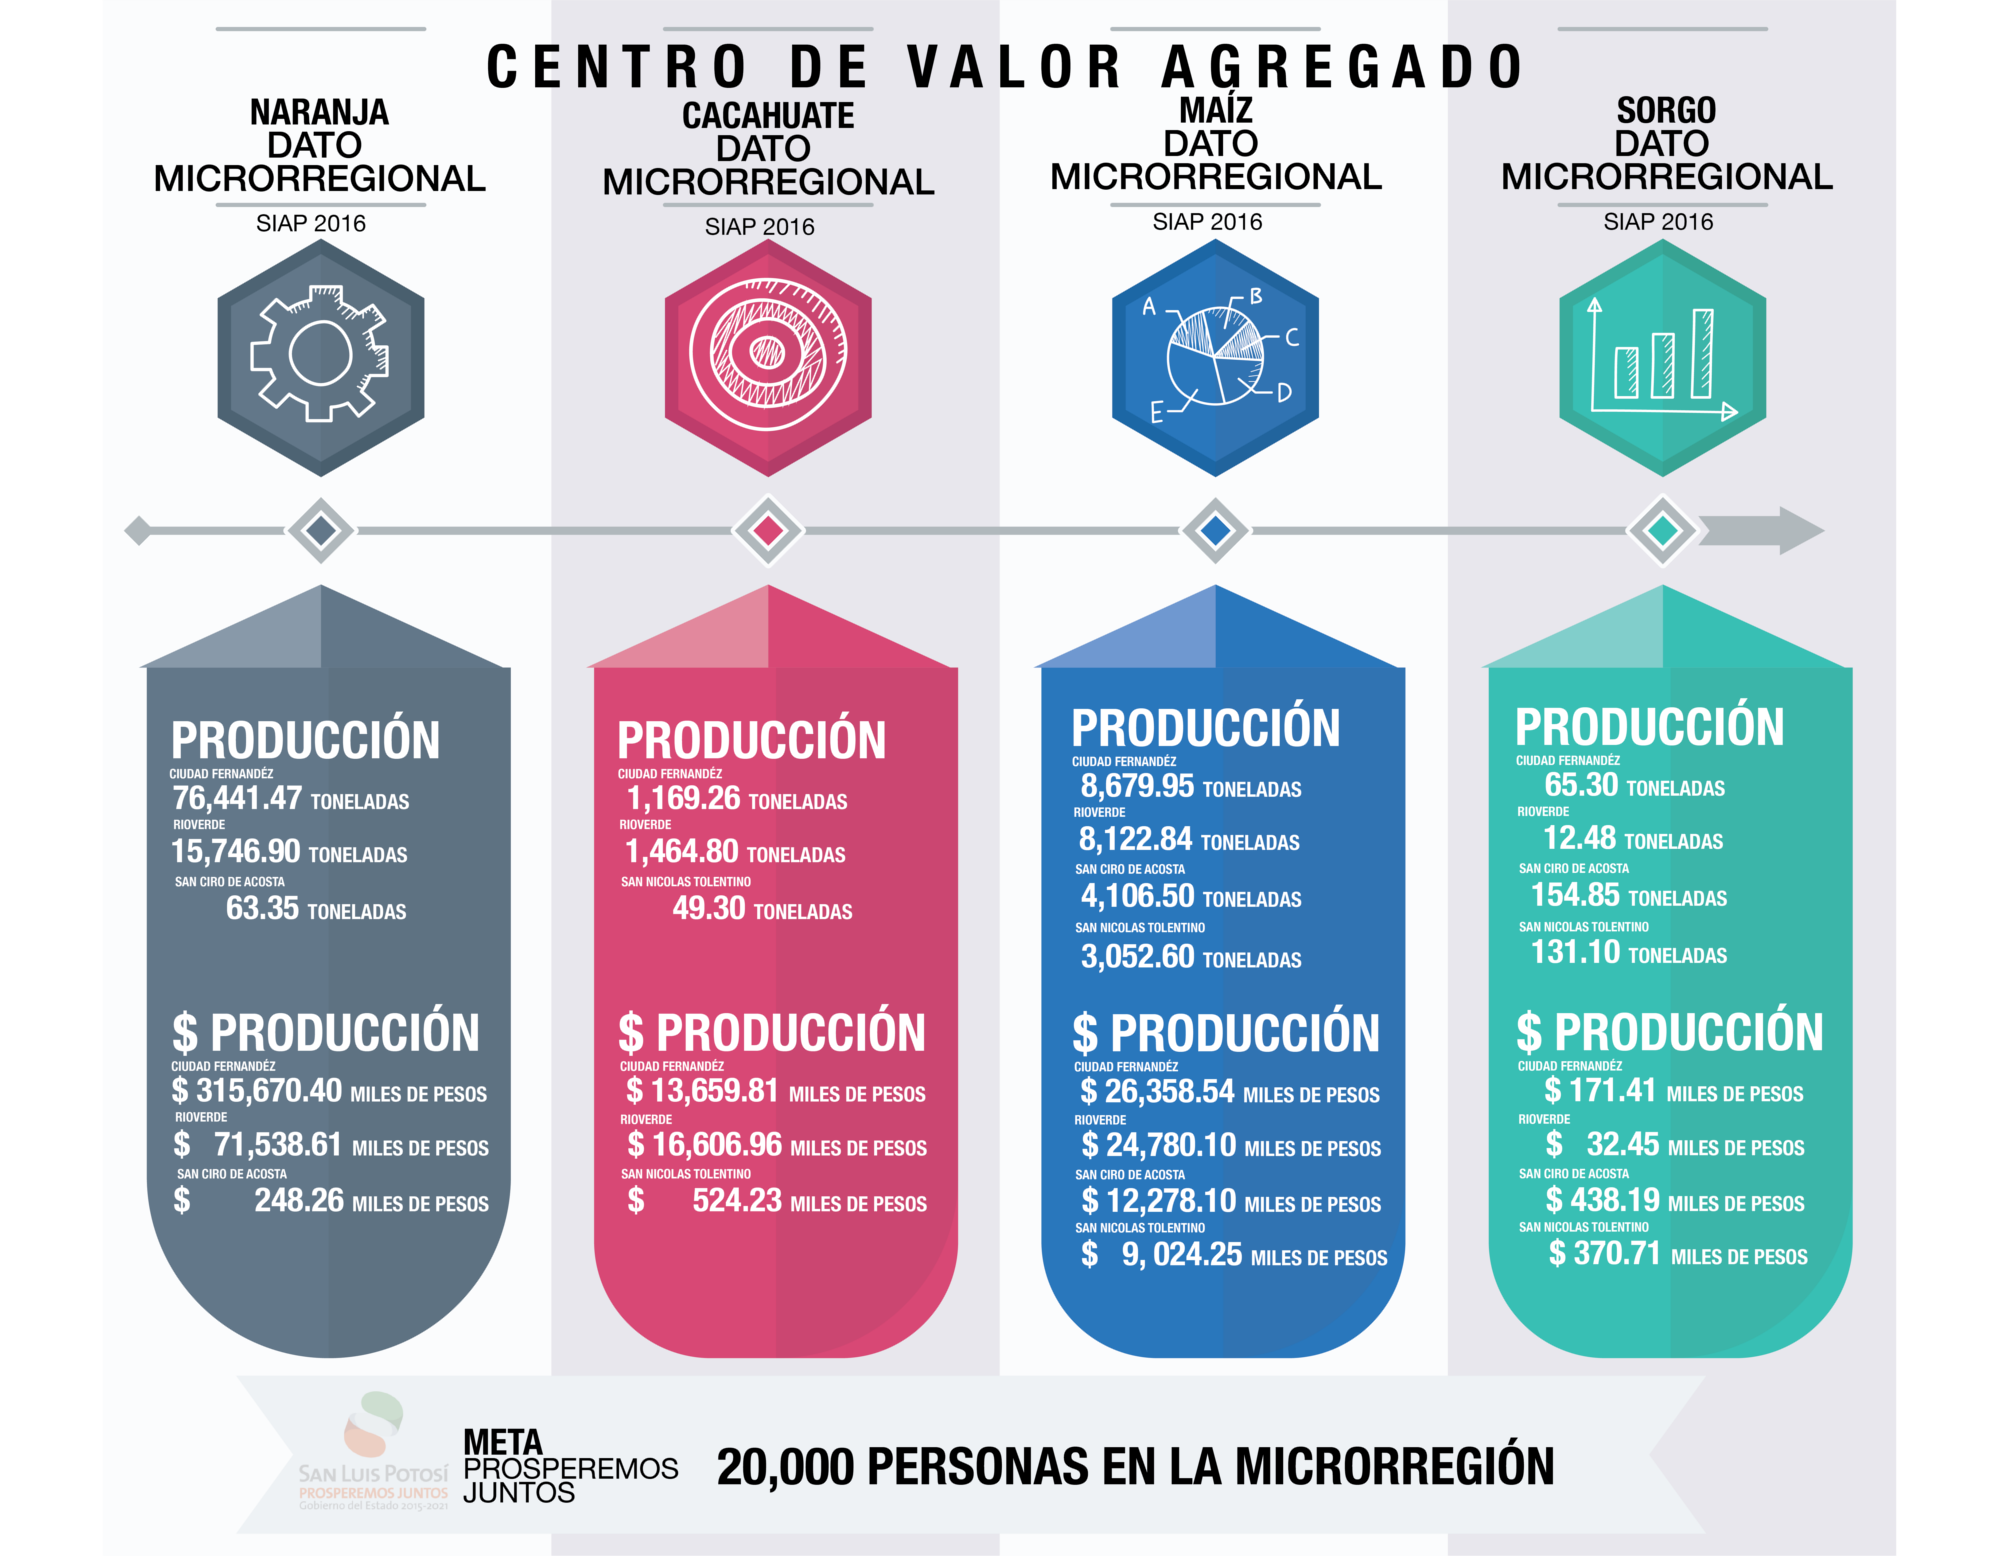 CENTRO DE VALOR AGREGADO
NARANJA
DATO
MICRORREGIONAL
SIAP 2016
CACAHUATE
DATO
MICRORREGIONAL
SIAP 2016
MAÍZ
DATO
MICRORREGIONAL
SIAP 2016
SORGO
DATO
MICRORREGIONAL
SIAP 2016
A
B
C
D
E
PRODUCCIÓN
CIUDAD FERNANDÉZ
76,441.47 TONELADAS
RIOVERDE
15,746.90 TONELADAS
SAN CIRO DE ACOSTA
63.35 TONELADAS
$ PRODUCCIÓN
CIUDAD FERNANDÉZ
$ 315,670.40 MILES DE PESOS
RIOVERDE
$ 71,538.61 MILES DE PESOS
SAN CIRO DE ACOSTA
$ 248.26 MILES DE PESOS
PRODUCCIÓN
CIUDAD FERNANDÉZ
1,169.26 TONELADAS
RIOVERDE
1,464.80 TONELADAS
SAN NICOLAS TOLENTINO
49.30 TONELADAS
$ PRODUCCIÓN
CIUDAD FERNANDÉZ
$ 13,659.81 MILES DE PESOS
RIOVERDE
$ 16,606.96 MILES DE PESOS
SAN NICOLAS TOLENTINO
$ 524.23 MILES DE PESOS
PRODUCCIÓN
CIUDAD FERNANDÉZ
8,679.95 TONELADAS
RIOVERDE
8,122.84 TONELADAS
SAN CIRO DE ACOSTA
4,106.50 TONELADAS
SAN NICOLAS TOLENTINO
3,052.60 TONELADAS
$ PRODUCCIÓN
CIUDAD FERNANDÉZ
$ 26,358.54 MILES DE PESOS
RIOVERDE
$ 24,780.10 MILES DE PESOS
SAN CIRO DE ACOSTA
$ 12,278.10 MILES DE PESOS
SAN NICOLAS TOLENTINO
$ 9, 024.25 MILES DE PESOS
PRODUCCIÓN
CIUDAD FERNANDÉZ
65.30 TONELADAS
RIOVERDE
12.48 TONELADAS
SAN CIRO DE ACOSTA
154.85 TONELADAS
SAN NICOLAS TOLENTINO
131.10 TONELADAS
$ PRODUCCIÓN
CIUDAD FERNANDÉZ
$ 171.41 MILES DE PESOS
RIOVERDE
$ 32.45 MILES DE PESOS
SAN CIRO DE ACOSTA
$ 438.19 MILES DE PESOS
SAN NICOLAS TOLENTINO
$ 370.71 MILES DE PESOS
SAN LUIS POTOSÍ
PROSPEREMOS JUNTOS
Gobierno del Estado 2015-2021
META
PROSPEREMOS
JUNTOS
20,000 PERSONAS EN LA MICRORREGIÓN